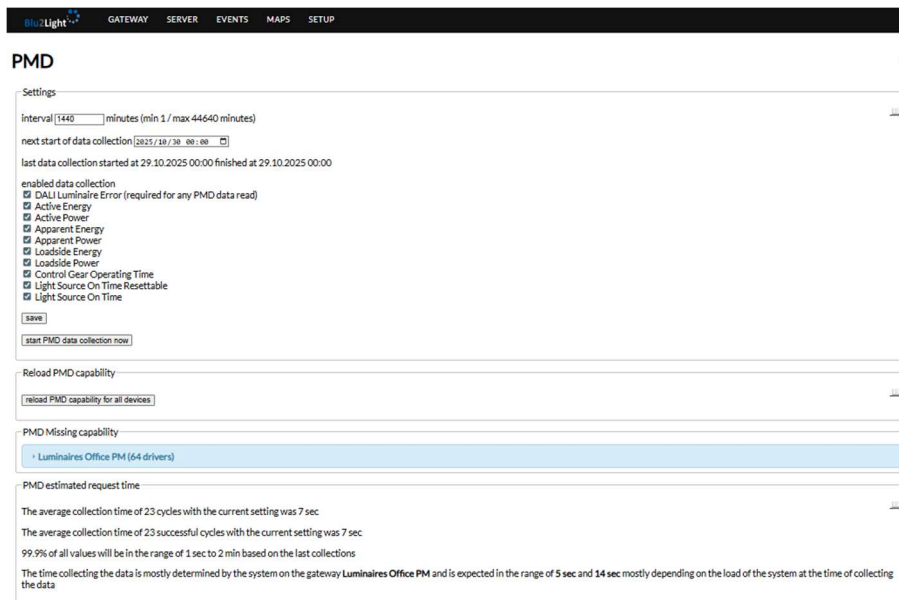 Blu2Light GATEWAY SERVER EVENTS MAPS SETUP
PMD
Settings
interval 1440 minutes (min 1 / max 44640 minutes)
next start of data collection 2025/10/30 00:00
last data collection started at 29.10.2025 00:00 finished at 29.10.2025 00:00
enabled data collection
DALI Luminaire Error (required for any PMD data read)
Active Energy
Active Power
Apparent Energy
Apparent Power
Loadside Energy
Loadside Power
Control Gear Operating Time
Light Source On Time Resettable
Light Source On Time
save
start PMD data collection now
Reload PMD capability
reload PMD capability for all devices
PMD Missing capability
Luminaires Office PM (64 drivers)
PMD estimated request time
The average collection time of 23 cycles with the current setting was 7 sec
The average collection time of 23 successful cycles with the current setting was 7 sec
99.9% of all values will be in the range of 1 sec to 2 min based on the last collections
The time collecting the data is mostly determined by the system on the gateway Luminaires Office PM and is expected in the range of 5 sec and 14 sec mostly depending on the load of the system at the time of collecting
the data